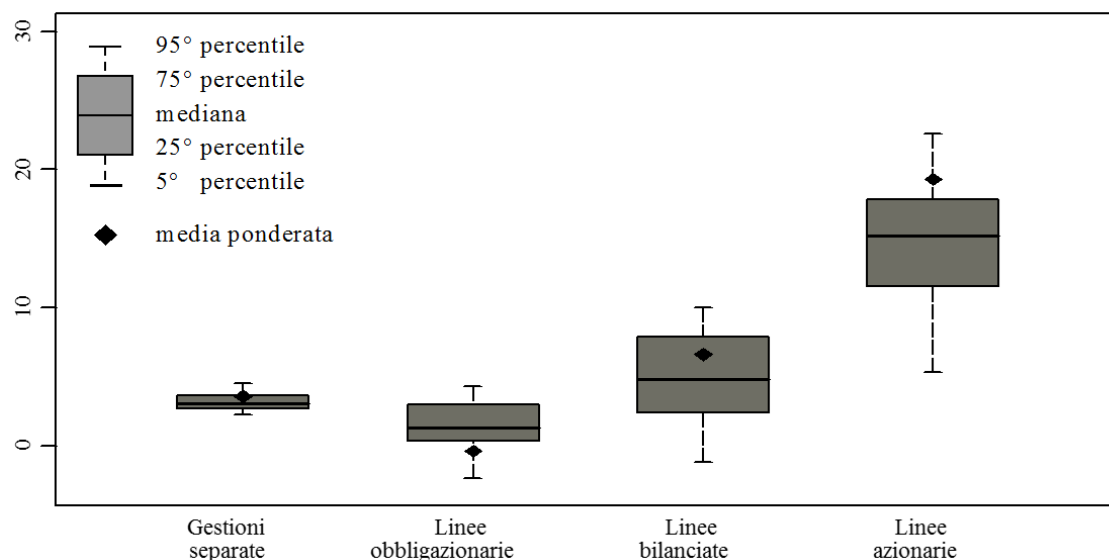 30
20
10
0
95° percentile
75° percentile
mediana
25° percentile
5° percentile
media ponderata
Gestioni
separate
Linee
obbligazionarie
Linee
bilanciate
Linee
azionarie